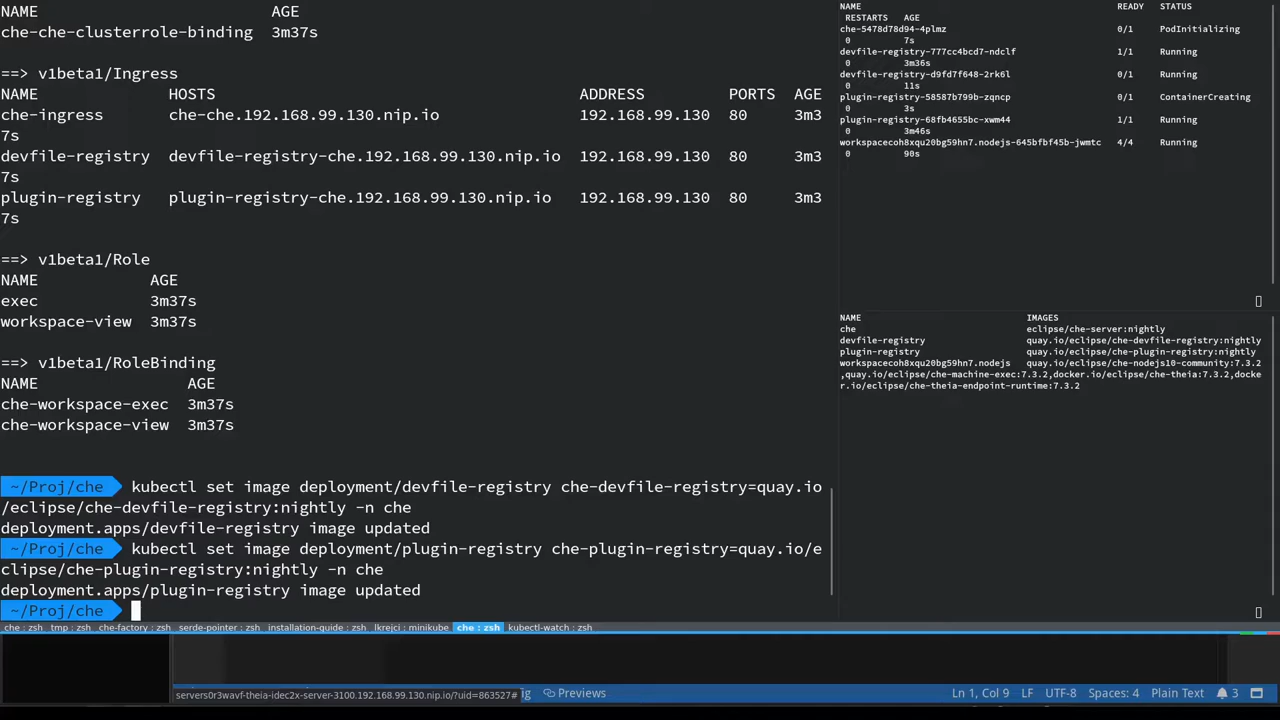 NAME AGE
che-che-clusterrole-binding 3m37s
==> v1beta1/Ingress
NAME HOSTS ADDRESS PORTS AGE
che-ingress che-che.192.168.99.130.nip.io 192.168.99.130 80 3m3
7s
devfile-registry devfile-registry-che.192.168.99.130.nip.io 192.168.99.130 80 3m3
7s
plugin-registry plugin-registry-che.192.168.99.130.nip.io 192.168.99.130 80 3m3
7s
==> v1beta1/Role
NAME AGE
exec 3m37s
workspace-view 3m37s
==> v1beta1/RoleBinding
NAME AGE
che-workspace-exec 3m37s
che-workspace-view 3m37s
~/Proj/che kubectl set image deployment/devfile-registry che-devfile-registry=quay.io
/eclipse/che-devfile-registry:nightly -n che
deployment.apps/devfile-registry image updated
~/Proj/che kubectl set image deployment/plugin-registry che-plugin-registry=quay.io/e
clipse/che-plugin-registry:nightly -n che
deployment.apps/plugin-registry image updated
~/Proj/che
NAME READY STATUS
RESTARTS AGE
che-5478d78d94-4plmz 0/1 PodInitializing
0 7s
devfile-registry-777cc4bcd7-ndclf 1/1 Running
0 3m36s
devfile-registry-d9fd7f648-2rk6l 0/1 Running
0 11s
plugin-registry-58587b799b-zqncp 0/1 ContainerCreating
0 3s
plugin-registry-68fb4655bc-xwm44 1/1 Running
0 3m46s
workspacecoh8xqu20bg59hn7.nodejs-645bfbf45b-jwmtc 4/4 Running
0 90s
NAME IMAGES
che eclipse/che-server:nightly
devfile-registry quay.io/eclipse/che-devfile-registry:nightly
plugin-registry quay.io/eclipse/che-plugin-registry:nightly
workspacecoh8xqu20bg59hn7.nodejs quay.io/eclipse/che-nodejs10-community:7.3.2
,quay.io/eclipse/che-machine-exec:7.3.2,docker.io/eclipse/che-theia:7.3.2,docke
r.io/eclipse/che-theia-endpoint-runtime:7.3.2
che : zsh tmp : zsh che-factory : zsh serde-pointer : zsh installation-guide : zsh lkrejci : minikube che : zsh kubectl-watch : zsh
servers0r3wavf-theia-idec2x-server-3100.192.168.99.130.nip.io/?uid=863527# ig Previews Ln 1, Col 9 LF UTF-8 Spaces: 4 Plain Text 3